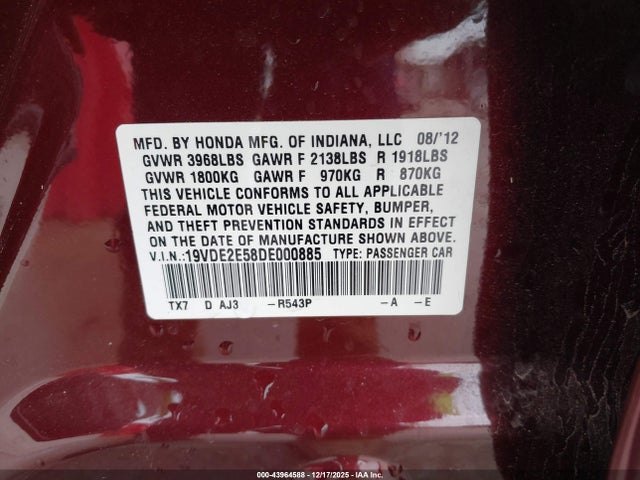 MFD. BY HONDA MFG. OF INDIANA, LLC 08/'12
GVWR 3968LBS GAWR F 2138LBS R 1918LBS
GVWR 1800KG GAWR F 970KG R 870KG
THIS VEHICLE CONFORMS TO ALL APPLICABLE
FEDERAL MOTOR VEHICLE SAFETY, BUMPER,
AND THEFT PREVENTION STANDARDS IN EFFECT
ON THE DATE OF MANUFACTURE SHOWN ABOVE.
V.I.N.:19VDE2E58DE000885 TYPE: PASSENGER CAR
TX7 D AJ3 -R543P -A -E
000-43964588 - 12/17/2025 - IAA Inc.